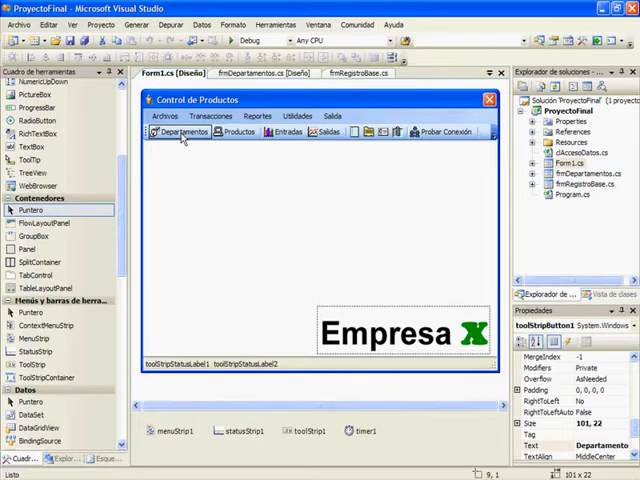 ProyectoFinal - Microsoft Visual Studio
Archivo Editar Ver Proyecto Generar Depurar Datos Formato Herramientas Ventana Comunidad Ayuda
Debug Any CPU
Cuadro de herramientas
NumericUpDown
PictureBox
ProgressBar
RadioButton
RichTextBox
TextBox
ToolTip
TreeView
WebBrowser
Contenedores
Puntero
FlowLayoutPanel
GroupBox
Panel
SplitContainer
TabControl
TableLayoutPanel
Menús y barras de herra...
Puntero
ContextMenuStrip
MenuStrip
StatusStrip
ToolStrip
ToolStripContainer
Datos
Puntero
DataSet
DataGridView
BindingSource
Cuadr... Explor... Esque...
Form1.cs [Diseño] frmDepartamentos.cs [Diseño] frmRegistroBase.cs
Control de Productos
Archivos Transacciones Reportes Utilidades Salida
Departamentos Productos Entradas Salidas Probar Conexión
Empresa X
toolStripStatusLabel1 toolStripStatusLabel2
menuStrip1 statusStrip1 toolStrip1 timer1
Explorador de soluciones ...
Solución 'ProyectoFinal' (1 proyecto)
ProyectoFinal
Properties
References
Resources
clAccesoDatos.cs
Form1.cs
frmDepartamentos.cs
frmRegistroBase.cs
Program.cs
Explorador de so... Vista de clases
Propiedades
toolStripButton1 System.Windows.
MergeIndex -1
Modifiers Private
Overflow AsNeeded
Padding 0, 0, 0, 0
RightToLeft No
RightToLeftAuto False
Size 101, 22
Tag
Text Departamento
TextAlign MiddleCenter
Listo 9, 1 101 x 22